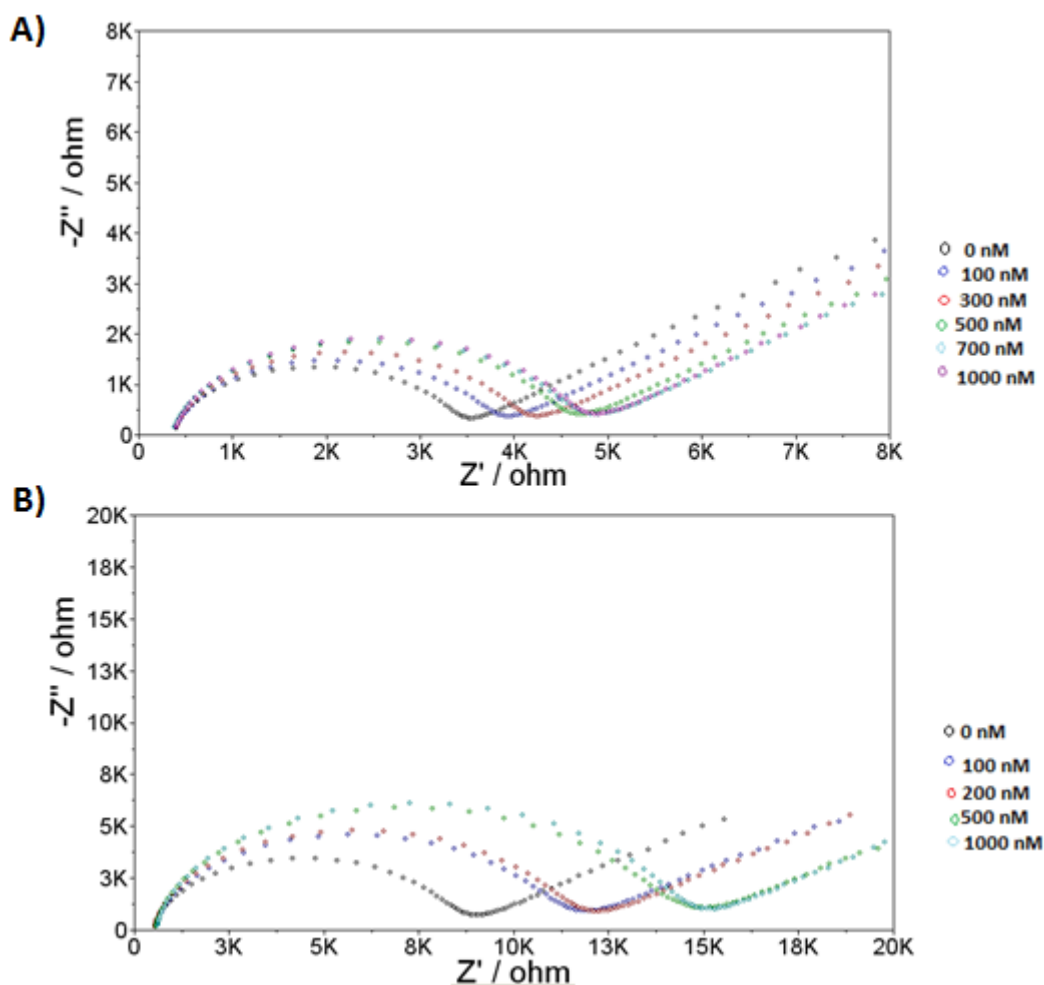 A)
-Z'' / ohm
8K
7K
6K
5K
4K
3K
2K
1K
0
0 1K 2K 3K 4K 5K 6K 7K 8K
Z' / ohm
0 nM
100 nM
300 nM
500 nM
700 nM
1000 nM
B)
-Z'' / ohm
20K
18K
15K
13K
10K
8K
5K
3K
0
0 3K 5K 8K 10K 13K 15K 18K 20K
Z' / ohm
0 nM
100 nM
200 nM
500 nM
1000 nM